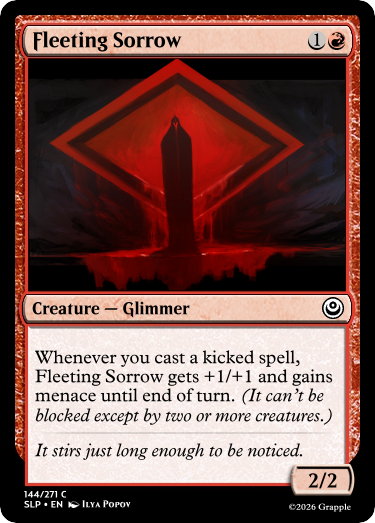 Fleeting Sorrow 1
Creature — Glimmer
Whenever you cast a kicked spell,
Fleeting Sorrow gets +1/+1 and gains
menace until end of turn. (It can't be
blocked except by two or more creatures.)
It stirs just long enough to be noticed.
2/2
144/271 C
SLP • EN Ilya Popov
©2026 Grapple